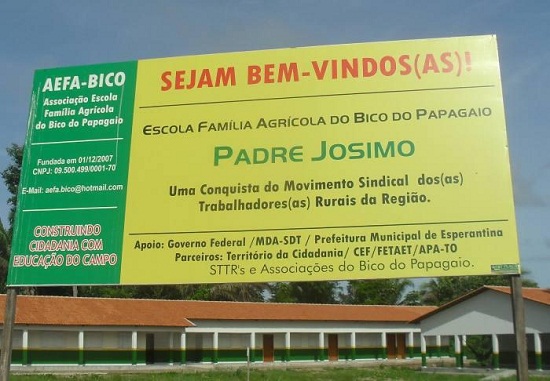 AEFA-BICO
Associação Escola
Família Agrícola
do Bico do Papagaio
Fundada em 01/12/2007
CNPJ: 09.500.499/0001-70
E-Mail: aefa.bico@hotmail.com
CONSTRUINDO
CIDADANIA COM
EDUCAÇÃO DO CAMPO
SEJAM BEM-VINDOS(AS)!
ESCOLA FAMÍLIA AGRÍCOLA DO BICO DO PAPAGAIO
PADRE JOSIMO
Uma Conquista do Movimento Sindical dos(as)
Trabalhadores(as) Rurais da Região.
Apoio: Governo Federal /MDA-SDT / Prefeitura Municipal de Esperantina
Parceiros: Território da Cidadania/ CEF/FETAET/APA-TO
STTR's e Associações do Bico do Papagaio.